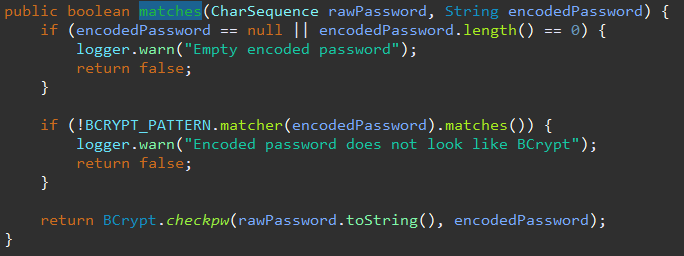 public boolean matches(CharSequence rawPassword, String encodedPassword) {
    if (encodedPassword == null || encodedPassword.length() == 0) {
        logger.warn("Empty encoded password");
        return false;
    }

    if (!BCRYPT_PATTERN.matcher(encodedPassword).matches()) {
        logger.warn("Encoded password does not look like BCrypt");
        return false;
    }

    return BCrypt.checkpw(rawPassword.toString(), encodedPassword);
}